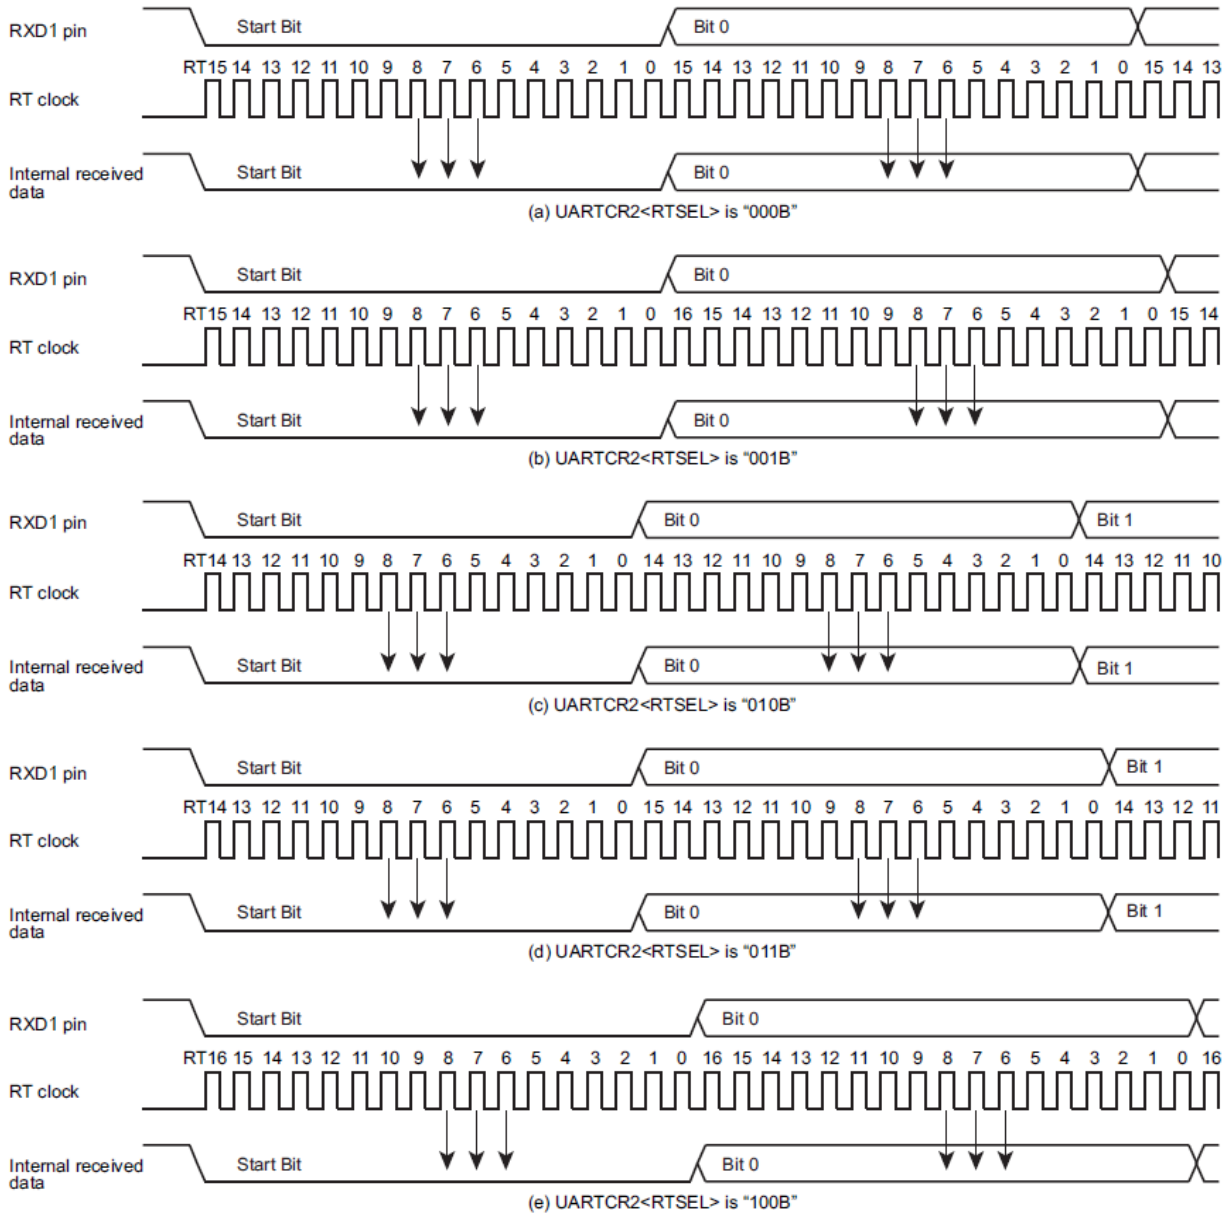 RXD1 pin Start Bit Bit 0
RT15 14 13 12 11 10 9 8 7 6 5 4 3 2 1 0 15 14 13 12 11 10 9 8 7 6 5 4 3 2 1 0 15 14 13
RT clock
Internal received data Start Bit Bit 0
(a) UARTCR2<RTSEL> is “000B”
RXD1 pin Start Bit Bit 0
RT15 14 13 12 11 10 9 8 7 6 5 4 3 2 1 0 16 15 14 13 12 11 10 9 8 7 6 5 4 3 2 1 0 15 14
RT clock
Internal received data Start Bit Bit 0
(b) UARTCR2<RTSEL> is “001B”
RXD1 pin Start Bit Bit 0 Bit 1
RT14 13 12 11 10 9 8 7 6 5 4 3 2 1 0 14 13 12 11 10 9 8 7 6 5 4 3 2 1 0 14 13 12 11 10
RT clock
Internal received data Start Bit Bit 0 Bit 1
(c) UARTCR2<RTSEL> is “010B”
RXD1 pin Start Bit Bit 0 Bit 1
RT14 13 12 11 10 9 8 7 6 5 4 3 2 1 0 15 14 13 12 11 10 9 8 7 6 5 4 3 2 1 0 14 13 12 11
RT clock
Internal received data Start Bit Bit 0 Bit 1
(d) UARTCR2<RTSEL> is “011B”
RXD1 pin Start Bit Bit 0
RT16 15 14 13 12 11 10 9 8 7 6 5 4 3 2 1 0 16 15 14 13 12 11 10 9 8 7 6 5 4 3 2 1 0 16
RT clock
Internal received data Start Bit Bit 0
(e) UARTCR2<RTSEL> is “100B”